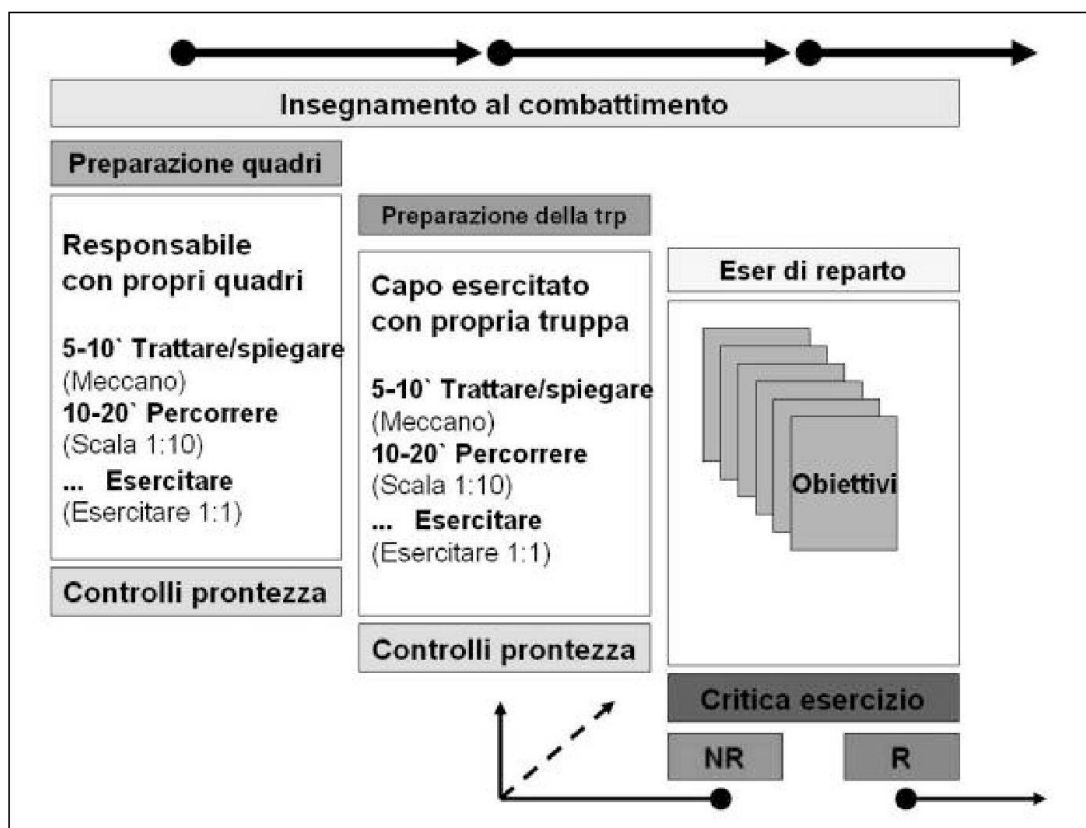 Insegnamento al combattimento
Preparazione quadri
Responsabile
con propri quadri
5-10` Trattare/spiegare
(Meccano)
10-20` Percorrere
(Scala 1:10)
... Esercitare
(Esercitare 1:1)
Controlli prontezza
Preparazione della trp
Capo esercitato
con propria truppa
5-10` Trattare/spiegare
(Meccano)
10-20` Percorrere
(Scala 1:10)
... Esercitare
(Esercitare 1:1)
Controlli prontezza
Eser di reparto
Obiettivi
Critica esercizio
NR
R